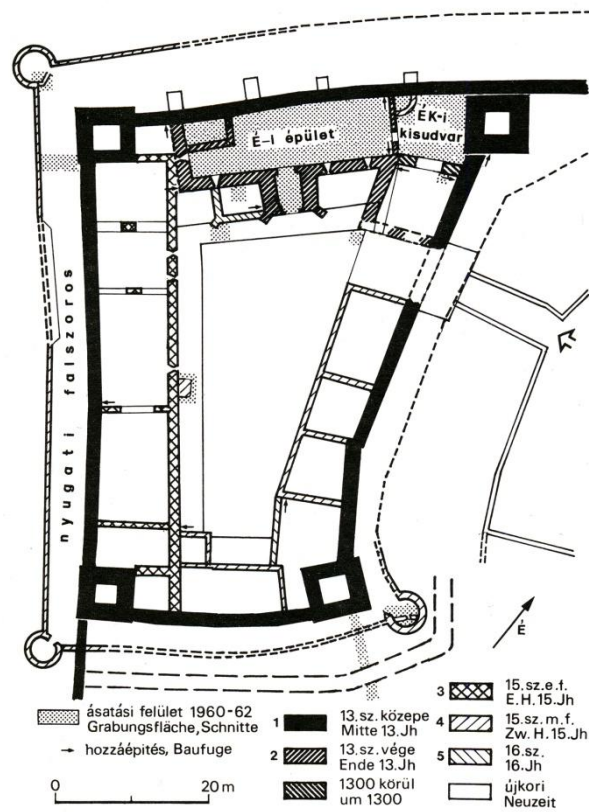 É-i épület
ÉK-i
kisudvar
nyugati falszoros
É
ásatási felület 1960-62
Grabungsfläche, Schnitte
→ hozzáépités, Baufuge
0 20 m
1 13.sz. közepe
Mitte 13.Jh
2 13.sz. vége
Ende 13.Jh
1300 körül
um 1300
3 15.sz.e.f.
E.H.15.Jh
4 15.sz.m.f.
Zw. H.15.Jh
5 16.sz.
16.Jh
újkori
Neuzeit